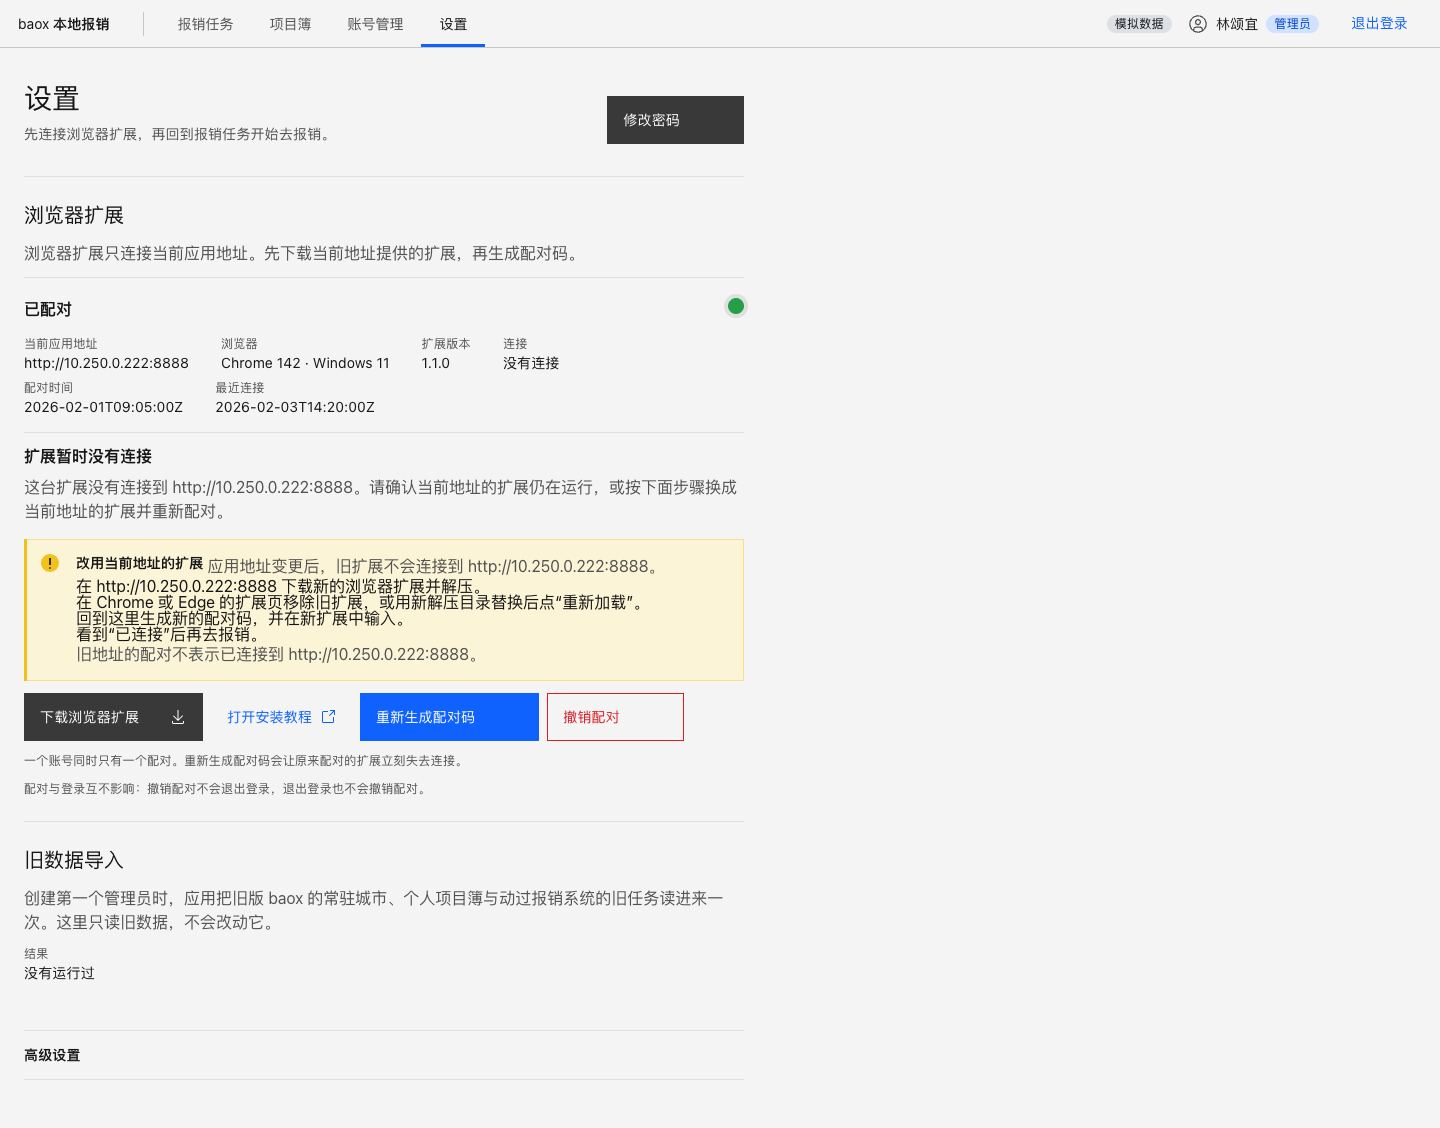 baox 本地报销
报销任务
项目簿
账号管理
设置
模拟数据
林颂宜
管理员
退出登录
设置
先连接浏览器扩展，再回到报销任务开始去报销。
修改密码
浏览器扩展
浏览器扩展只连接当前应用地址。先下载当前地址提供的扩展，再生成配对码。
已配对
当前应用地址
http://10.250.0.222:8888
浏览器
Chrome 142 · Windows 11
扩展版本
1.1.0
连接
没有连接
配对时间
2026-02-01T09:05:00Z
最近连接
2026-02-03T14:20:00Z
扩展暂时没有连接
这台扩展没有连接到 http://10.250.0.222:8888。请确认当前地址的扩展仍在运行，或按下面步骤换成
当前地址的扩展并重新配对。
改用当前地址的扩展 应用地址变更后，旧扩展不会连接到 http://10.250.0.222:8888。
在 http://10.250.0.222:8888 下载新的浏览器扩展并解压。
在 Chrome 或 Edge 的扩展页移除旧扩展，或用新解压目录替换后点“重新加载”。
回到这里生成新的配对码，并在新扩展中输入。
看到“已连接”后再去报销。
旧地址的配对不表示已连接到 http://10.250.0.222:8888。
下载浏览器扩展
打开安装教程
重新生成配对码
撤销配对
一个账号同时只有一个配对。重新生成配对码会让原来配对的扩展立刻失去连接。
配对与登录互不影响：撤销配对不会退出登录，退出登录也不会撤销配对。
旧数据导入
创建第一个管理员时，应用把旧版 baox 的常驻城市、个人项目簿与动过报销系统的旧任务读进来一
次。这里只读旧数据，不会改动它。
结果
没有运行过
高级设置